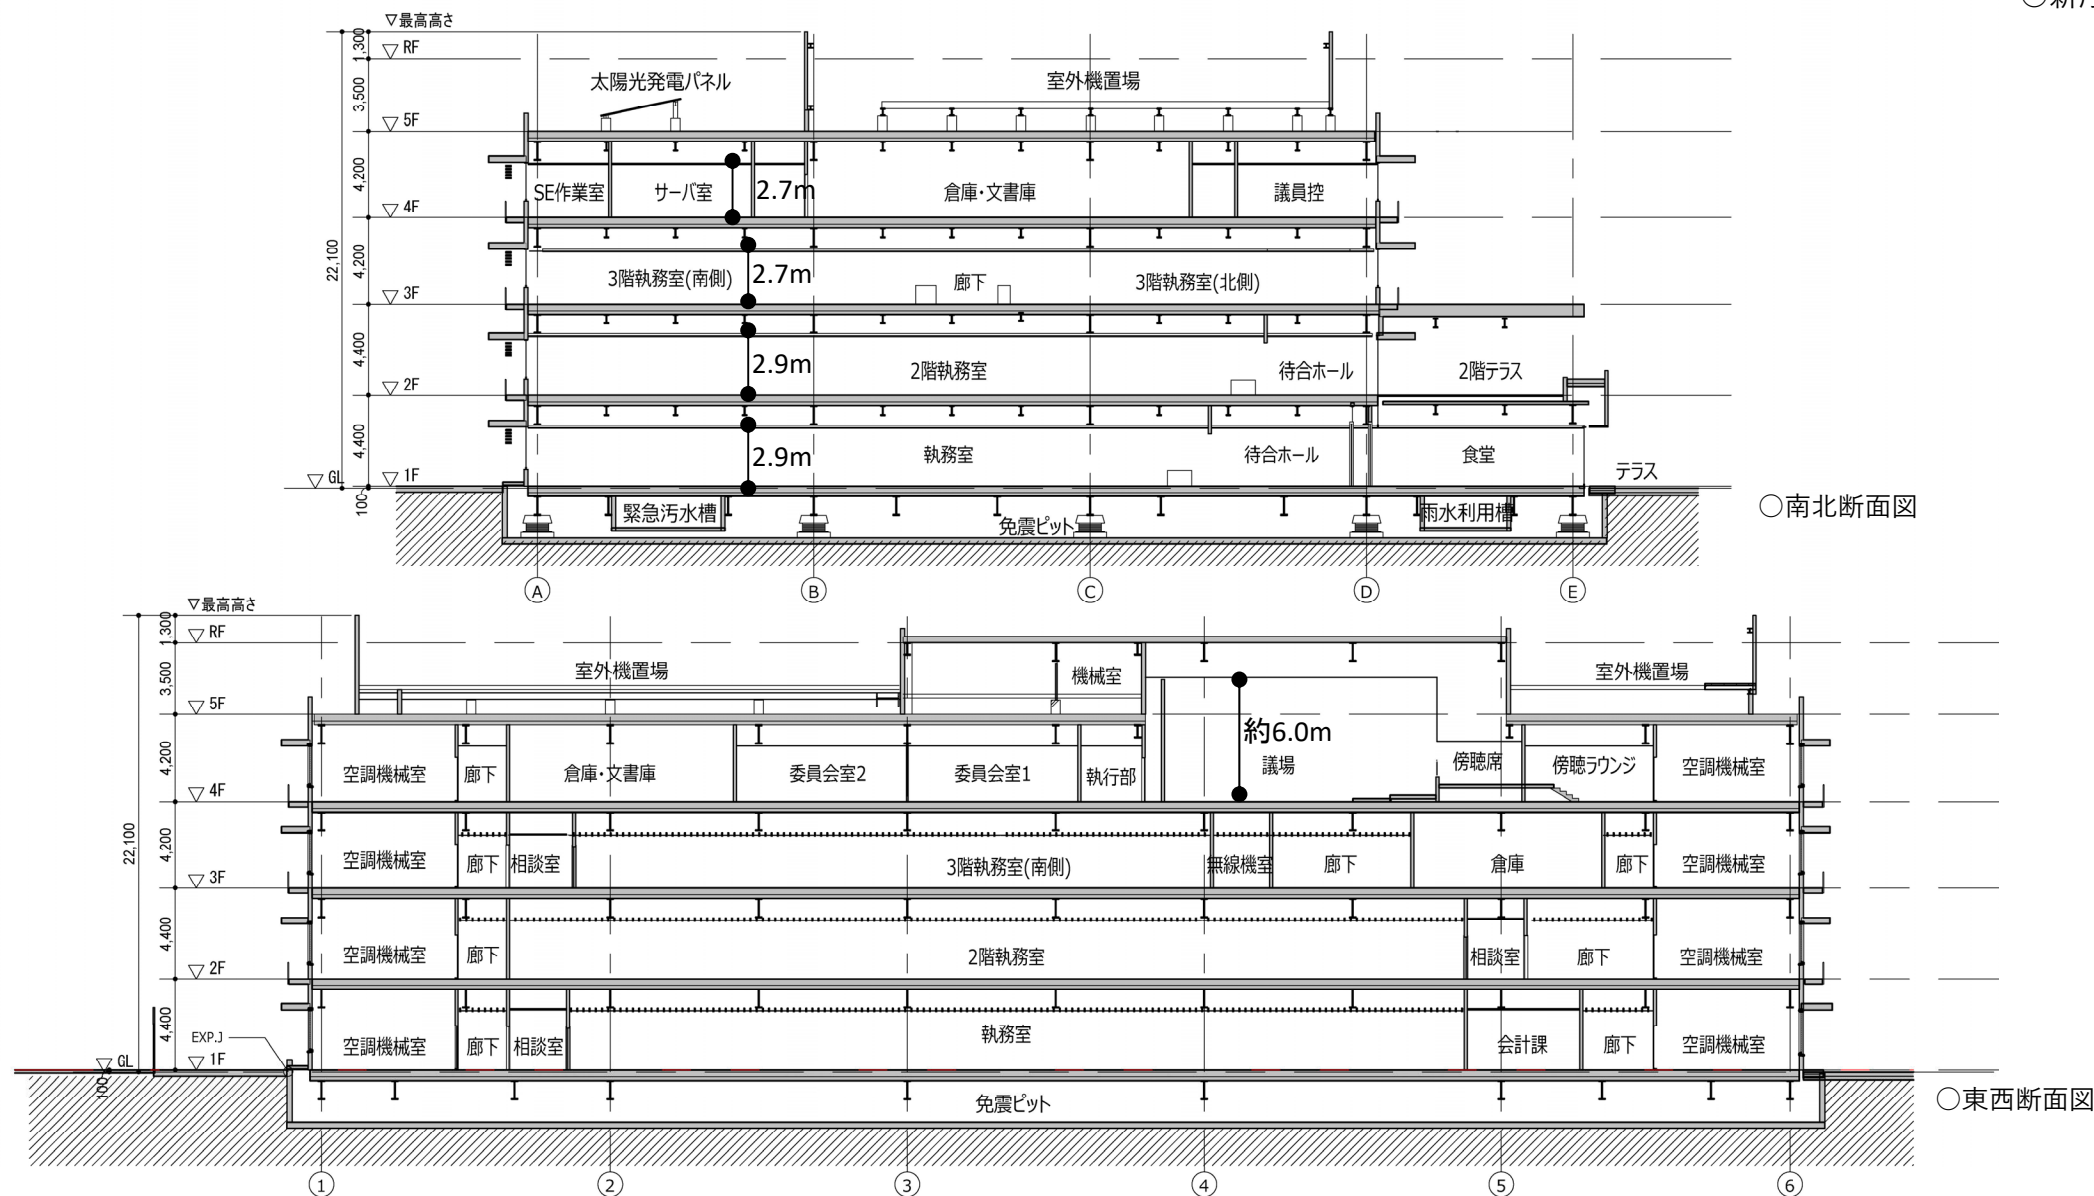 ▽最高高さ
1,300
▽ RF
太陽光発電パネル
室外機置場
3,500
▽ 5F
4,200
SE作業室
サーバ室
2.7m
倉庫・文書庫
議員控
▽ 4F
22,100
4,200
3階執務室(南側)
2.7m
廊下
3階執務室(北側)
▽ 3F
4,400
2.9m
2階執務室
待合ホール
2階テラス
▽ 2F
4,400
2.9m
執務室
待合ホール
食堂
テラス
▽ GL
▽ 1F
100
緊急汚水槽
免震ピット
雨水利用槽
○南北断面図
A
B
C
D
E
▽最高高さ
1,300
▽ RF
3,500
室外機置場
機械室
室外機置場
▽ 5F
4,200
空調機械室
廊下
倉庫・文書庫
委員会室2
委員会室1
執行部
約6.0m
議場
傍聴席
傍聴ラウンジ
空調機械室
▽ 4F
22,100
4,200
空調機械室
廊下
相談室
3階執務室(南側)
無線機室
廊下
倉庫
廊下
空調機械室
▽ 3F
4,400
空調機械室
廊下
2階執務室
相談室
廊下
空調機械室
▽ 2F
4,400
EXP.J
空調機械室
廊下
相談室
執務室
会計課
廊下
空調機械室
▽ GL
▽ 1F
100
免震ピット
○東西断面図
1
2
3
4
5
6